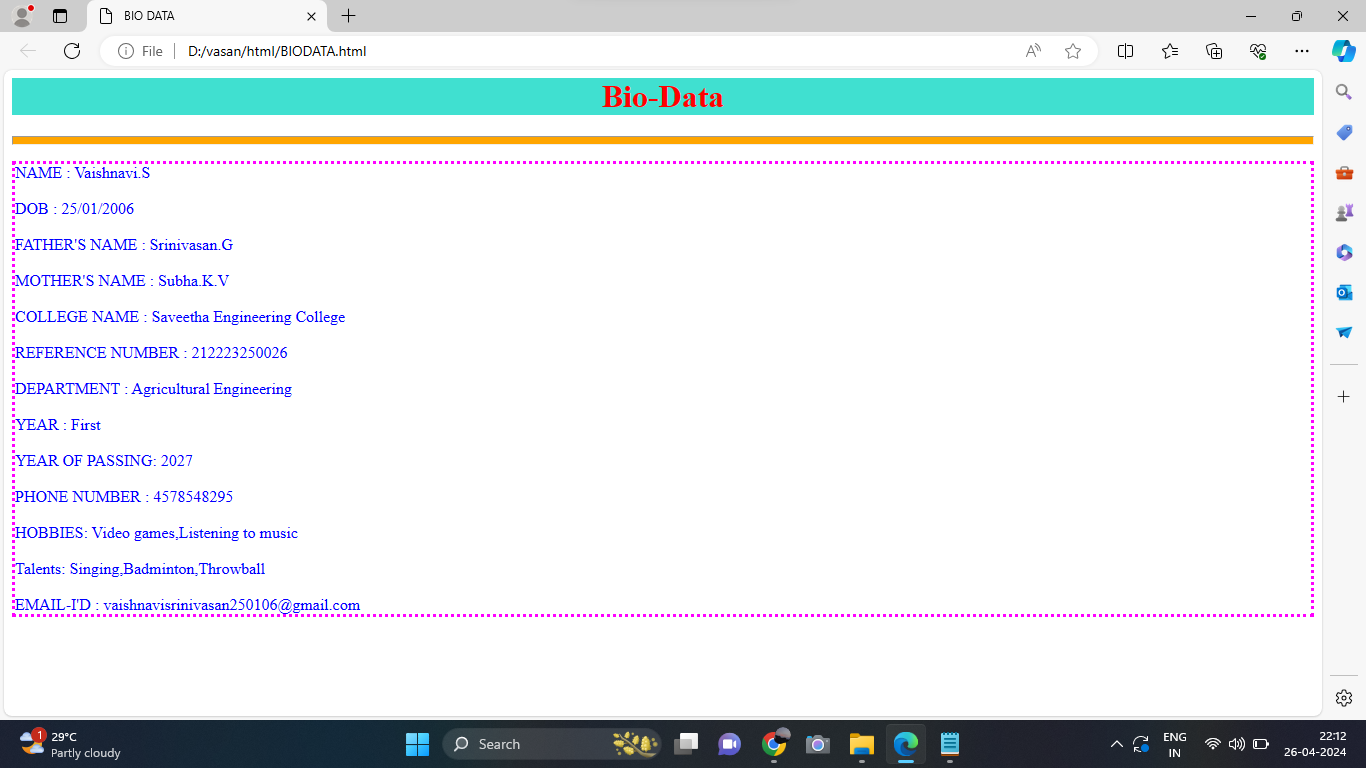 BIO DATA
File
D:/vasan/html/BIODATA.html
Bio-Data
NAME : Vaishnavi.S
DOB : 25/01/2006
FATHER'S NAME : Srinivasan.G
MOTHER'S NAME : Subha.K.V
COLLEGE NAME : Saveetha Engineering College
REFERENCE NUMBER : 212223250026
DEPARTMENT : Agricultural Engineering
YEAR : First
YEAR OF PASSING: 2027
PHONE NUMBER : 4578548295
HOBBIES: Video games,Listening to music
Talents: Singing,Badminton,Throwball
EMAIL-I'D : vaishnavisrinivasan250106@gmail.com
1
29°C
Partly cloudy
Search
ENG
IN
22:12
26-04-2024